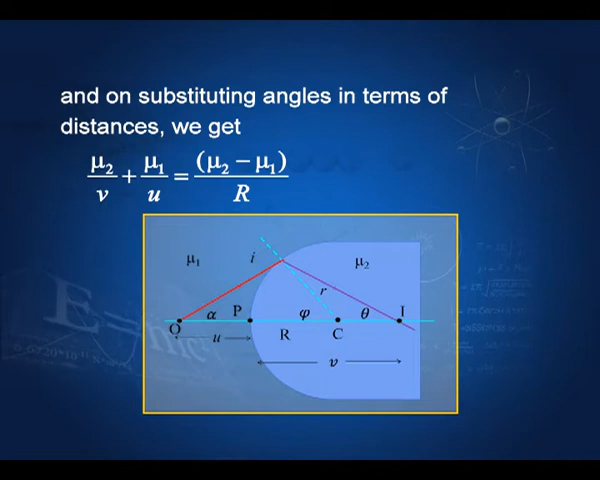 and on substituting angles in terms of
distances, we get
μ₂/v + μ₁/u = (μ₂ − μ₁)/R
μ₁ i μ₂
r
α P φ θ I
O
u R C
v